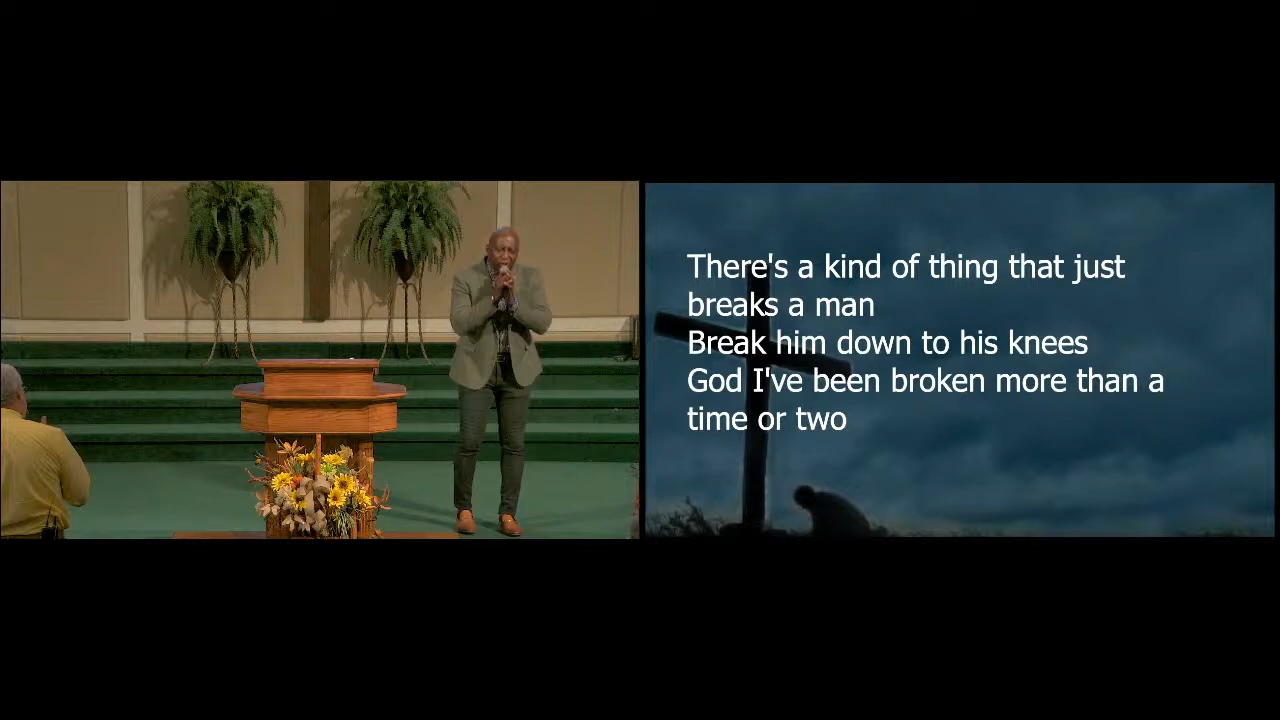 There's a kind of thing that just
breaks a man
Break him down to his knees
God I've been broken more than a
time or two